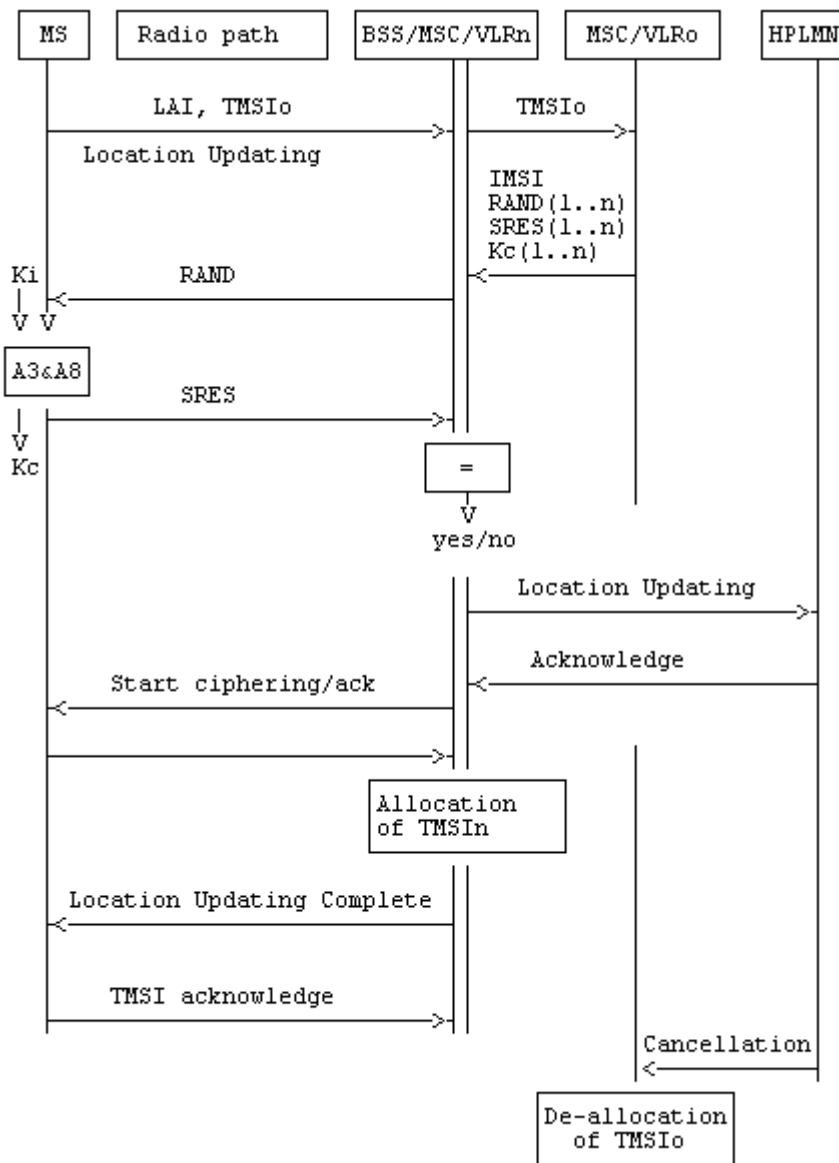 MS
Radio path
BSS/MSC/VLRn
MSC/VLRo
HPLMN
LAI, TMSIo
TMSIo
Location Updating
IMSI
RAND(1..n)
SRES(1..n)
Kc(1..n)
Ki
RAND
V V
A3&A8
SRES
V
Kc
=
V
yes/no
Location Updating
Acknowledge
Start ciphering/ack
Allocation
of TMSIn
Location Updating Complete
TMSI acknowledge
Cancellation
De-allocation
of TMSIo